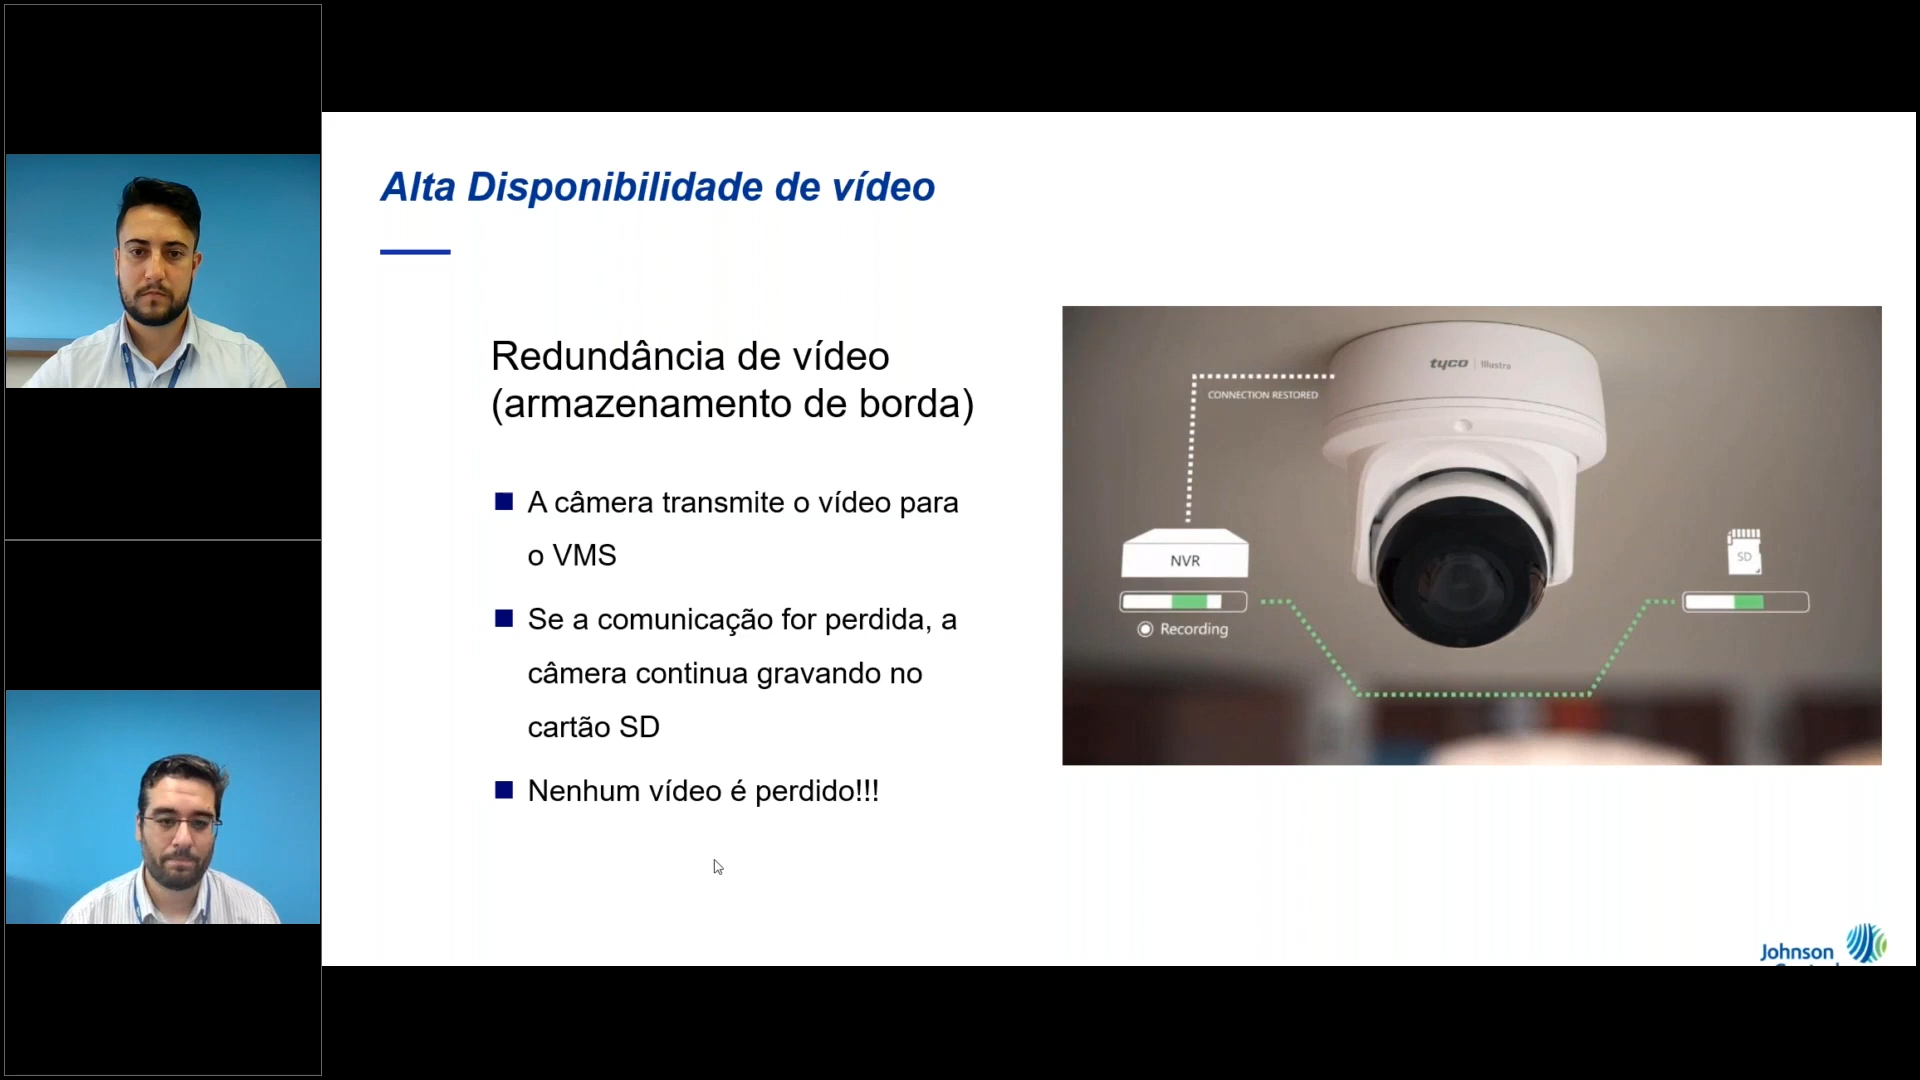 Alta Disponibilidade de vídeo
Redundância de vídeo
(armazenamento de borda)
A câmera transmite o vídeo para
o VMS
Se a comunicação for perdida, a
câmera continua gravando no
cartão SD
Nenhum vídeo é perdido!!!
tyco | Illustra
CONNECTION RESTORED
NVR
Recording
SD
Johnson